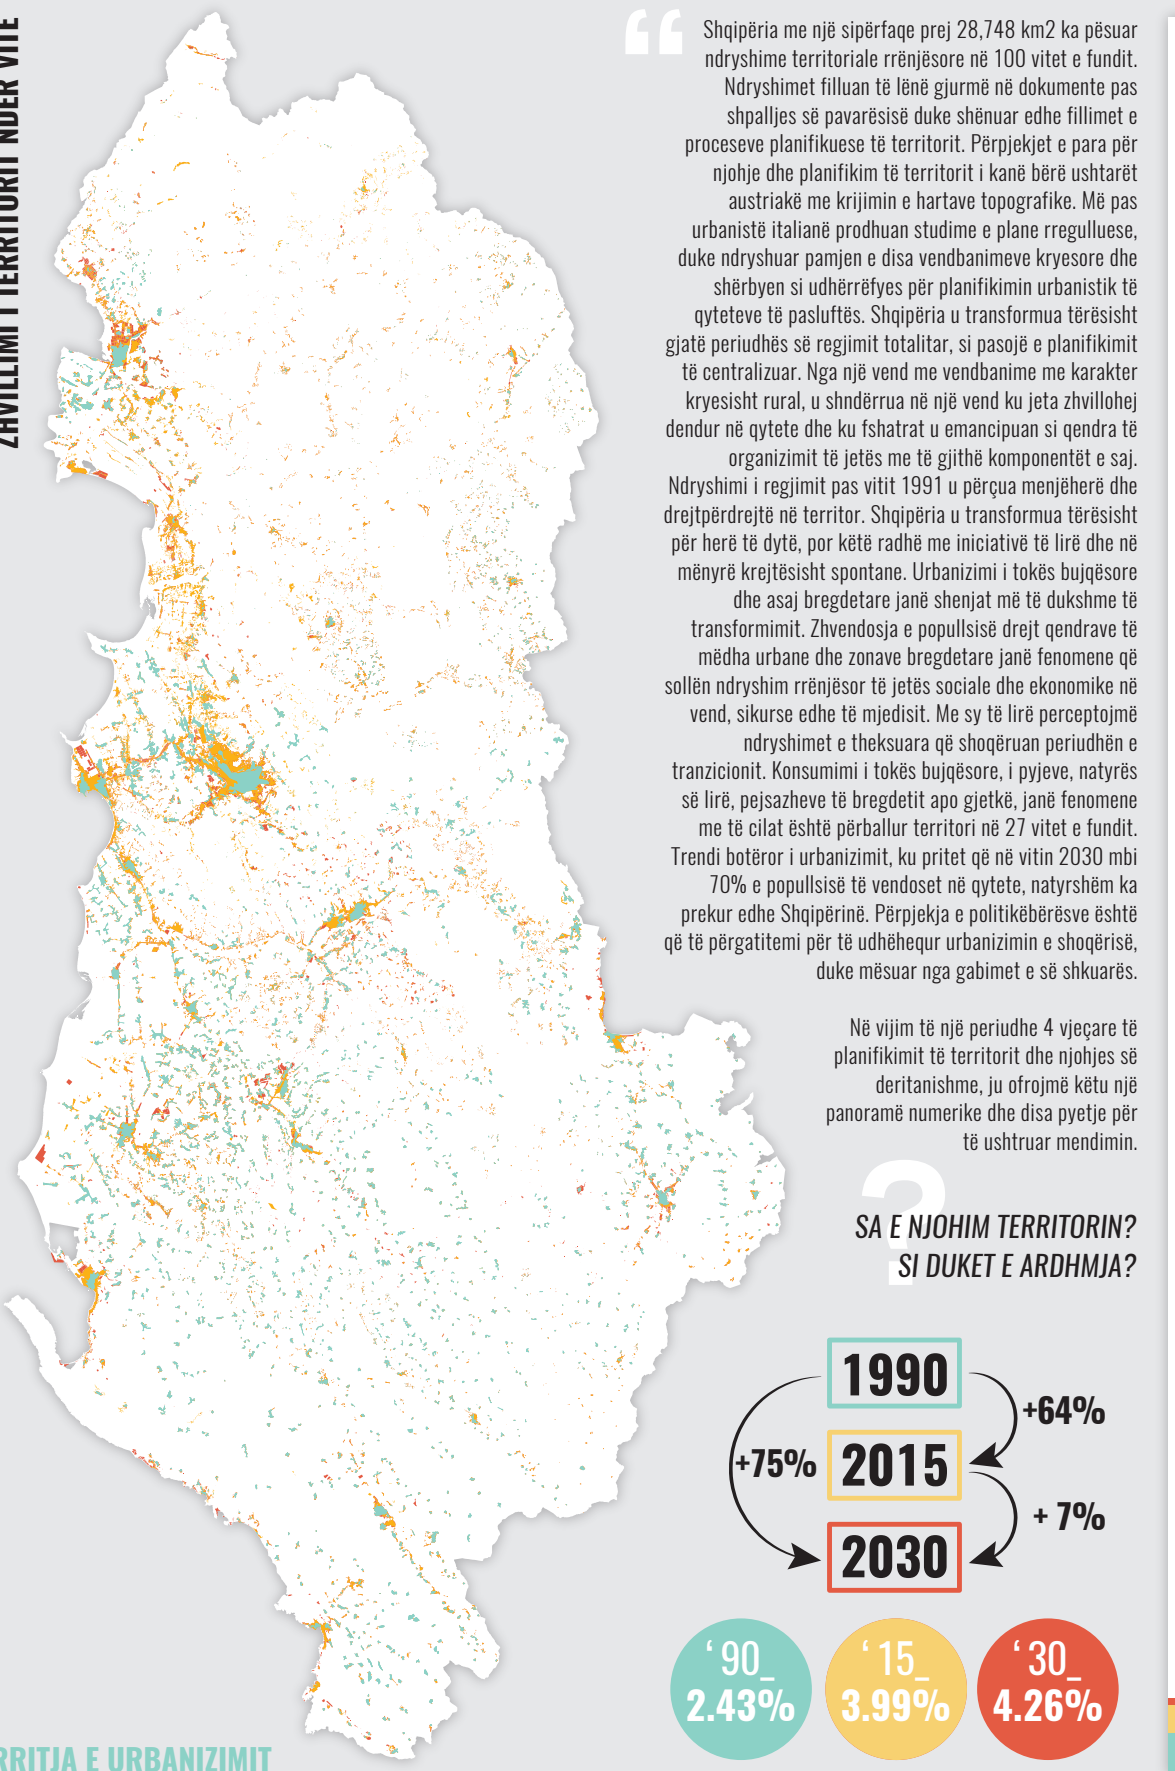 ZHVILLIMI I TERRITORIT NDER VITE
“
Shqipëria me një sipërfaqe prej 28,748 km2 ka pësuar
ndryshime territoriale rrënjësore në 100 vitet e fundit.
Ndryshimet filluan të lënë gjurmë në dokumente pas
shpalljes së pavarësisë duke shënuar edhe fillimet e
proceseve planifikuese të territorit. Përpjekjet e para për
njohje dhe planifikim të territorit i kanë bërë ushtarët
austriakë me krijimin e hartave topografike. Më pas
urbanistë italianë prodhuan studime e plane rregulluese,
duke ndryshuar pamjen e disa vendbanimeve kryesore dhe
shërbyen si udhërrëfyes për planifikimin urbanistik të
qyteteve të pasluftës. Shqipëria u transformua tërësisht
gjatë periudhës së regjimit totalitar, si pasojë e planifikimit
të centralizuar. Nga një vend me vendbanime me karakter
kryesisht rural, u shndërrua në një vend ku jeta zhvillohej
dendur në qytete dhe ku fshatrat u emancipuan si qendra të
organizimit të jetës me të gjithë komponentët e saj.
Ndryshimi i regjimit pas vitit 1991 u përçua menjëherë dhe
drejtpërdrejtë në territor. Shqipëria u transformua tërësisht
për herë të dytë, por këtë radhë me iniciativë të lirë dhe në
mënyrë krejtësisht spontane. Urbanizimi i tokës bujqësore
dhe asaj bregdetare janë shenjat më të dukshme të
transformimit. Zhvendosja e popullsisë drejt qendrave të
mëdha urbane dhe zonave bregdetare janë fenomene që
sollën ndryshim rrënjësor të jetës sociale dhe ekonomike në
vend, sikurse edhe të mjedisit. Me sy të lirë perceptojmë
ndryshimet e theksuara që shoqëruan periudhën e
tranzicionit. Konsumimi i tokës bujqësore, i pyjeve, natyrës
së lirë, pejsazheve të bregdetit apo gjetkë, janë fenomene
me të cilat është përballur territori në 27 vitet e fundit.
Trendi botëror i urbanizimit, ku pritet që në vitin 2030 mbi
70% e popullsisë të vendoset në qytete, natyrshëm ka
prekur edhe Shqipërinë. Përpjekja e politikëbërësve është
që të përgatitemi për të udhëhequr urbanizimin e shoqërisë,
duke mësuar nga gabimet e së shkuarës.
Në vijim të një periudhe 4 vjeçare të
planifikimit të territorit dhe njohjes së
deritanishme, ju ofrojmë këtu një
panoramë numerike dhe disa pyetje për
të ushtruar mendimin.
?
SA E NJOHIM TERRITORIN?
SI DUKET E ARDHMJA?
1990
+64%
+75%
2015
+ 7%
2030
‘ 90_
2.43%
‘ 15_
3.99%
‘ 30_
4.26%
RRITJA E URBANIZIMIT